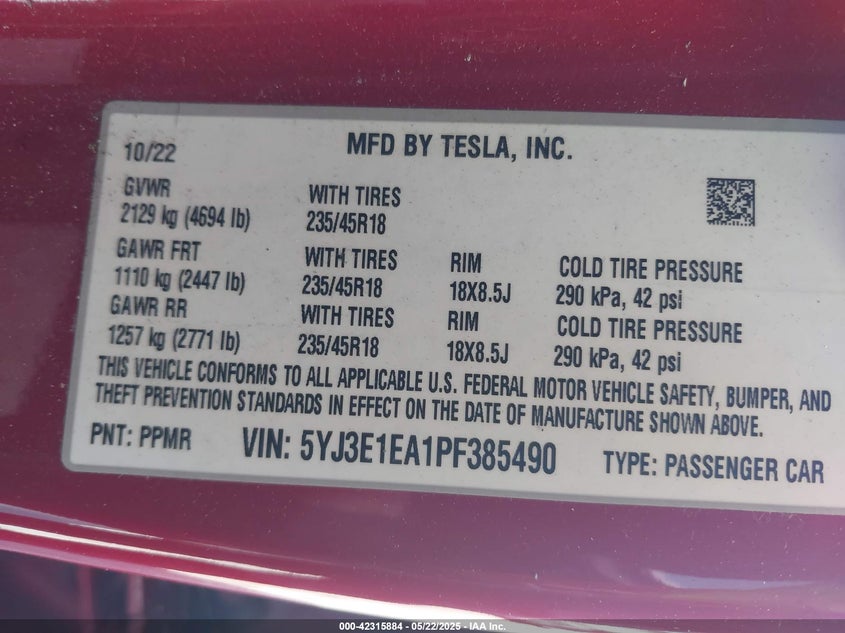 10/22 MFD BY TESLA, INC.
GVWR WITH TIRES
2129 kg (4694 lb) 235/45R18
GAWR FRT WITH TIRES RIM COLD TIRE PRESSURE
1110 kg (2447 lb) 235/45R18 18X8.5J 290 kPa, 42 psi
GAWR RR WITH TIRES RIM COLD TIRE PRESSURE
1257 kg (2771 lb) 235/45R18 18X8.5J 290 kPa, 42 psi
THIS VEHICLE CONFORMS TO ALL APPLICABLE U.S. FEDERAL MOTOR VEHICLE SAFETY, BUMPER, AND
THEFT PREVENTION STANDARDS IN EFFECT ON THE DATE OF MANUFACTURE SHOWN ABOVE.
PNT: PPMR VIN: 5YJ3E1EA1PF385490 TYPE: PASSENGER CAR
000-42315884 - 05/22/2025 - IAAI.COM